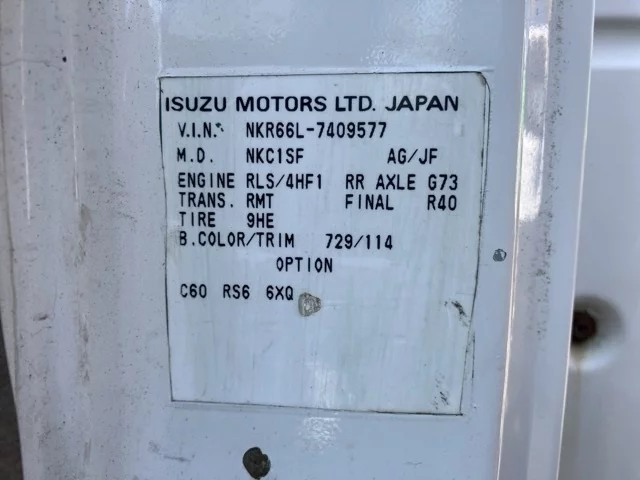 ISUZU MOTORS LTD. JAPAN
V.I.N. NKR66L-7409577
M.D. NKC1SF AG/JF
ENGINE RLS/4HF1 RR AXLE G73
TRANS. RMT FINAL R40
TIRE 9HE
B.COLOR/TRIM 729/114
OPTION
C60 RS6 6XQ